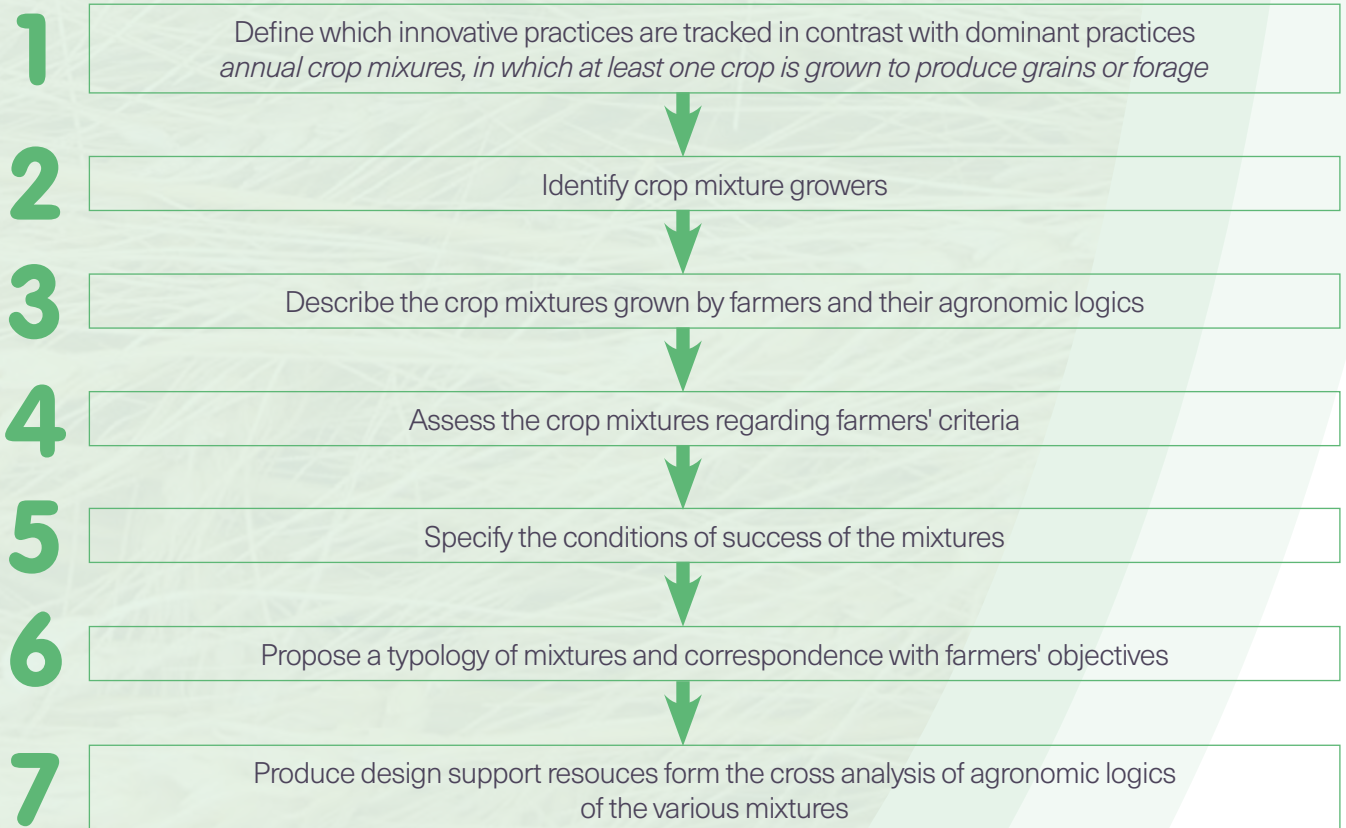 1
Define which innovative practices are tracked in contrast with dominant practices
annual crop mixures, in which at least one crop is grown to produce grains or forage
2
Identify crop mixture growers
3
Describe the crop mixtures grown by farmers and their agronomic logics
4
Assess the crop mixtures regarding farmers' criteria
5
Specify the conditions of success of the mixtures
6
Propose a typology of mixtures and correspondence with farmers' objectives
7
Produce design support resouces form the cross analysis of agronomic logics
of the various mixtures